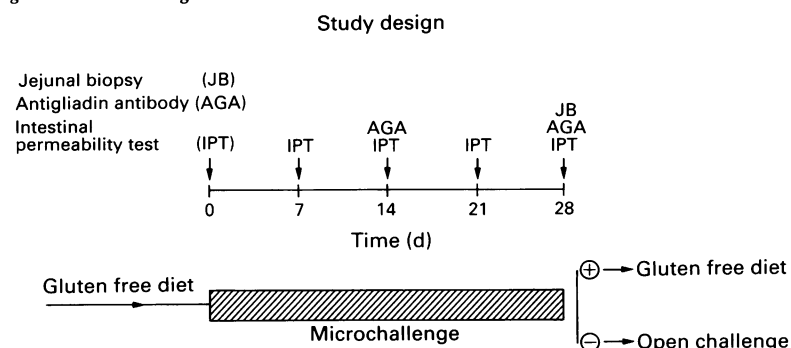 Study design
Jejunal biopsy (JB)
Antigliadin antibody (AGA)
Intestinal
permeability test (IPT)
IPT
AGA
IPT
IPT
JB
AGA
IPT
0 7 14 21 28
Time (d)
Gluten free diet
Microchallenge
+ Gluten free diet
− Open challenge